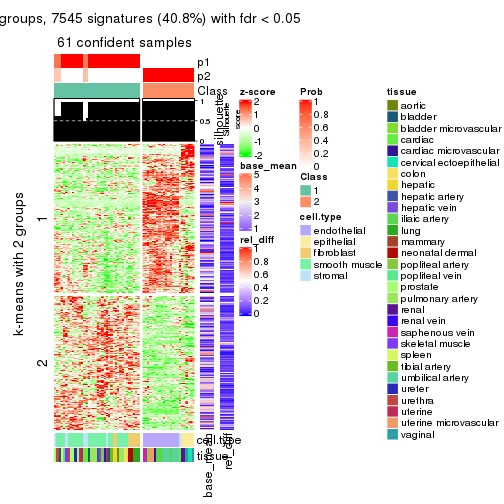 groups, 7545 signatures (40.8%) with fdr < 0.05
61 confident samples
p1
p2
Class
1
0.5
0
silhouette
Silhouette
score
k-means with 2 groups
1
2
cell.type
tissue
base_mean
rel_diff
z-score
2
1
0
-1
-2
base_mean
5
4
3
2
1
rel_diff
1
0.8
0.6
0.4
0.2
0
Prob
1
0.8
0.6
0.4
0.2
0
Class
1
2
cell.type
endothelial
epithelial
fibroblast
smooth muscle
stromal
tissue
aortic
bladder
bladder microvascular
cardiac
cardiac microvascular
cervical ectoepithelial
colon
hepatic
hepatic artery
hepatic vein
iliac artery
lung
mammary
neonatal dermal
popliteal artery
popliteal vein
prostate
pulmonary artery
renal
renal vein
saphenous vein
skeletal muscle
spleen
tibial artery
umbilical artery
ureter
urethra
uterine
uterine microvascular
vaginal